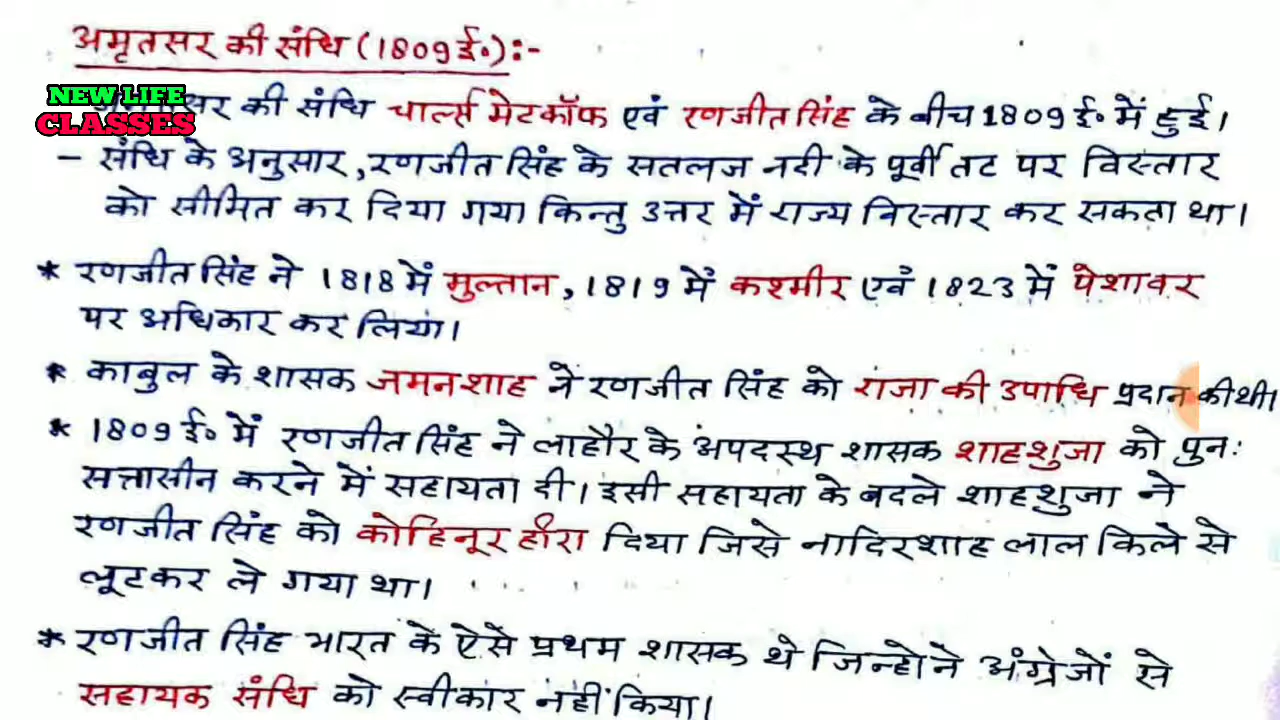 अमृतसर की संधि (1809 ई॰) :-
NEW LIFE
CLASSES
सर की संधि चार्ल्स मेटकॉफ एवं रणजीत सिंह के बीच 1809 ई॰ में हुई।
- संधि के अनुसार, रणजीत सिंह के सतलज नदी के पूर्वी तट पर विस्तार
को सीमित कर दिया गया किन्तु उत्तर में राज्य विस्तार कर सकता था।
* रणजीत सिंह ने 1818 में मुल्तान, 1819 में कश्मीर एवं 1823 में पेशावर
पर अधिकार कर लिया।
* काबुल के शासक जमनशाह ने रणजीत सिंह को राजा की उपाधि प्रदान की थी।
* 1809 ई॰ में रणजीत सिंह ने लाहौर के अपदस्थ शासक शाहशुजा को पुनः
सत्तासीन करने में सहायता दी। इसी सहायता के बदले शाहशुजा ने
रणजीत सिंह को कोहिनूर हीरा दिया जिसे नादिरशाह लाल किले से
लूटकर ले गया था।
* रणजीत सिंह भारत के ऐसे प्रथम शासक थे जिन्होने अंग्रेजों से
सहायक संधि को स्वीकार नहीं किया।